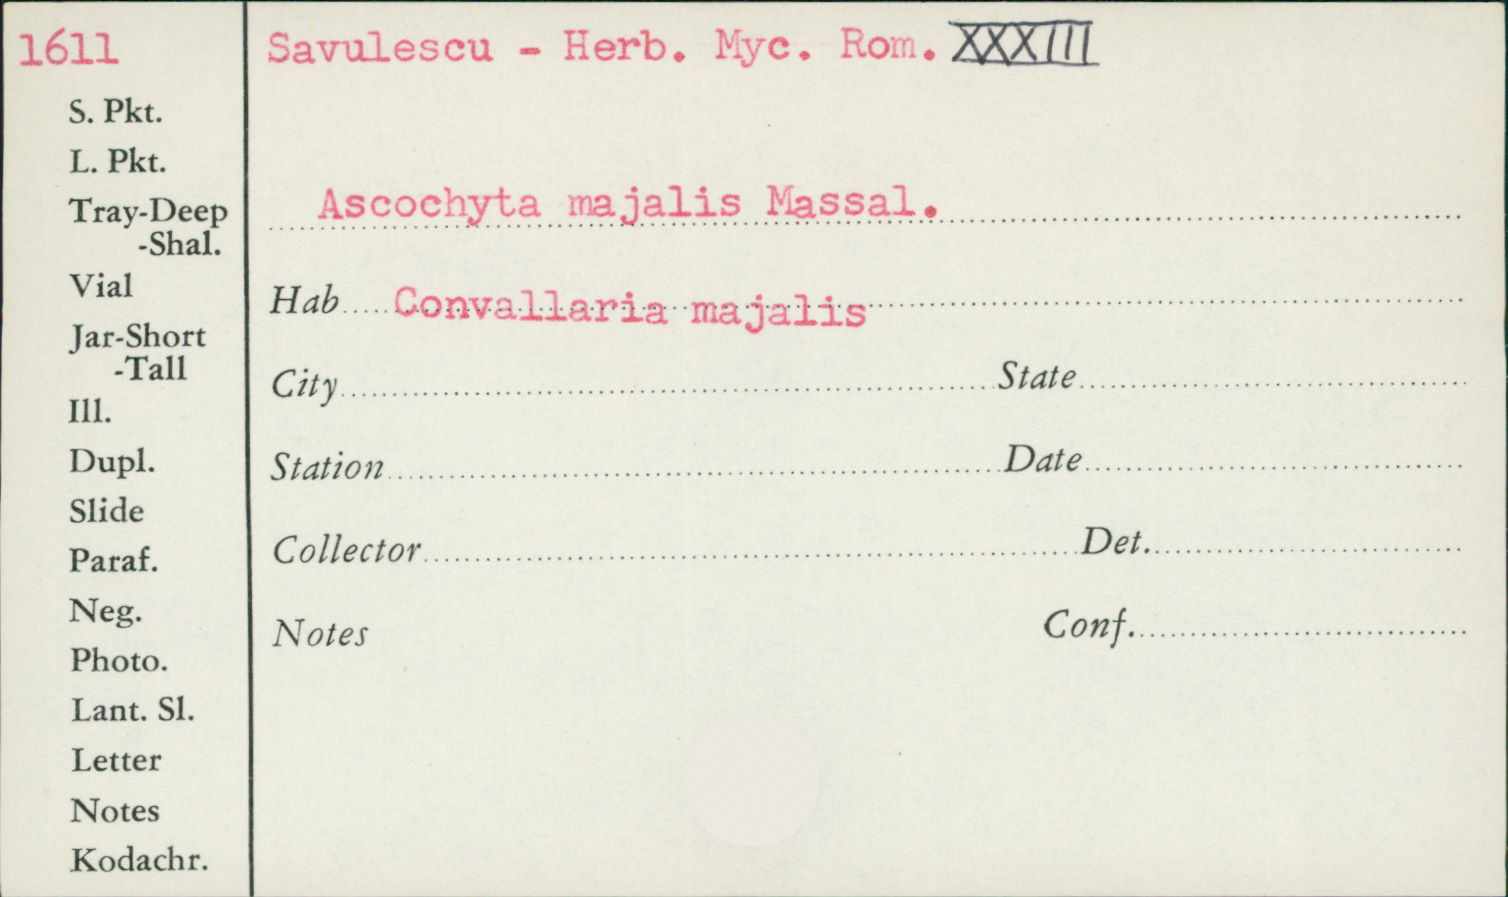 1611
S. Pkt.
L. Pkt.
Tray-Deep
-Shal.
Vial
Jar-Short
-Tall
Ill.
Dupl.
Slide
Paraf.
Neg.
Photo.
Lant. Sl.
Letter
Notes
Kodachr.
Savulescu - Herb. Myc. Rom. XXXIII
Ascochyta majalis Massal.
Hab Convallaria majalis
City State
Station Date
Collector Det.
Notes Conf.